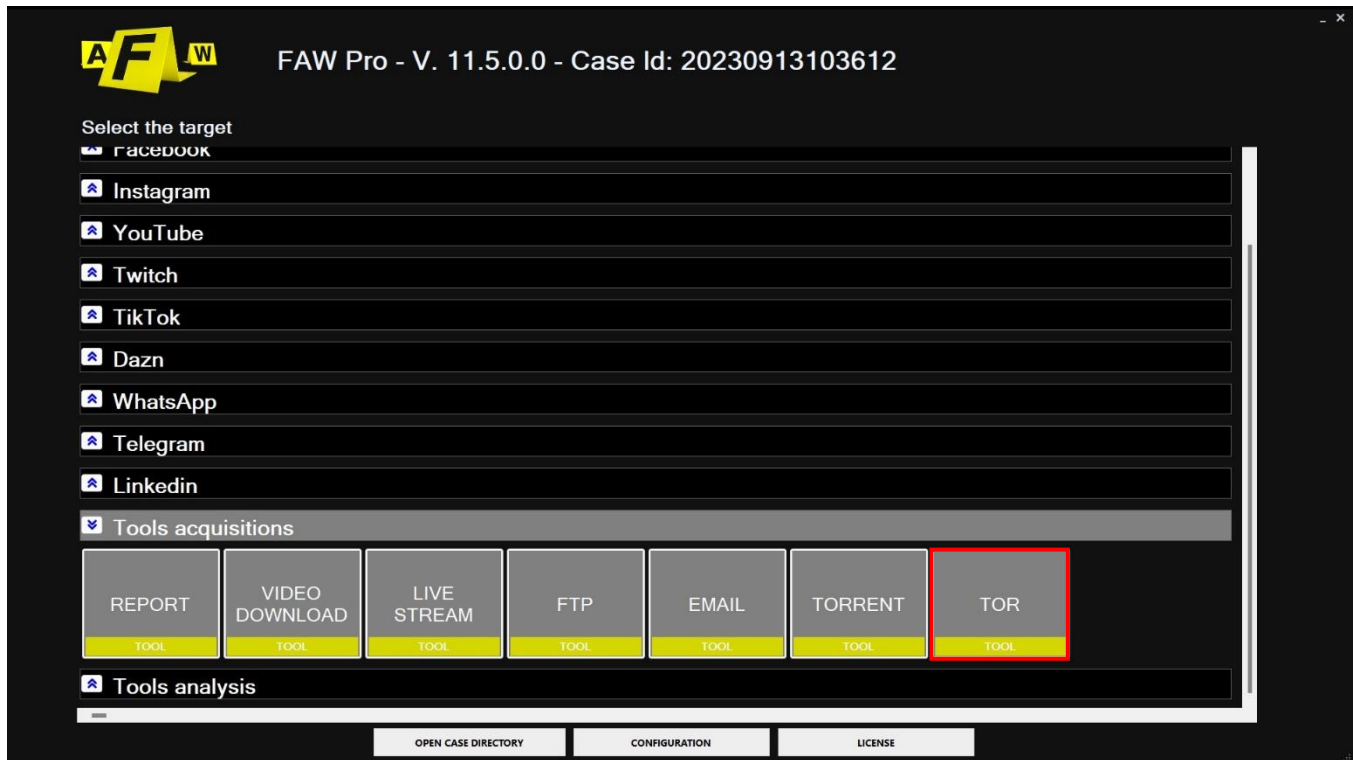 A F W
FAW Pro - V. 11.5.0.0 - Case Id: 20230913103612
Select the target
Facebook
Instagram
YouTube
Twitch
TikTok
Dazn
WhatsApp
Telegram
Linkedin
Tools acquisitions
REPORT
TOOL
VIDEO
DOWNLOAD
TOOL
LIVE
STREAM
TOOL
FTP
TOOL
EMAIL
TOOL
TORRENT
TOOL
TOR
TOOL
Tools analysis
OPEN CASE DIRECTORY
CONFIGURATION
LICENSE